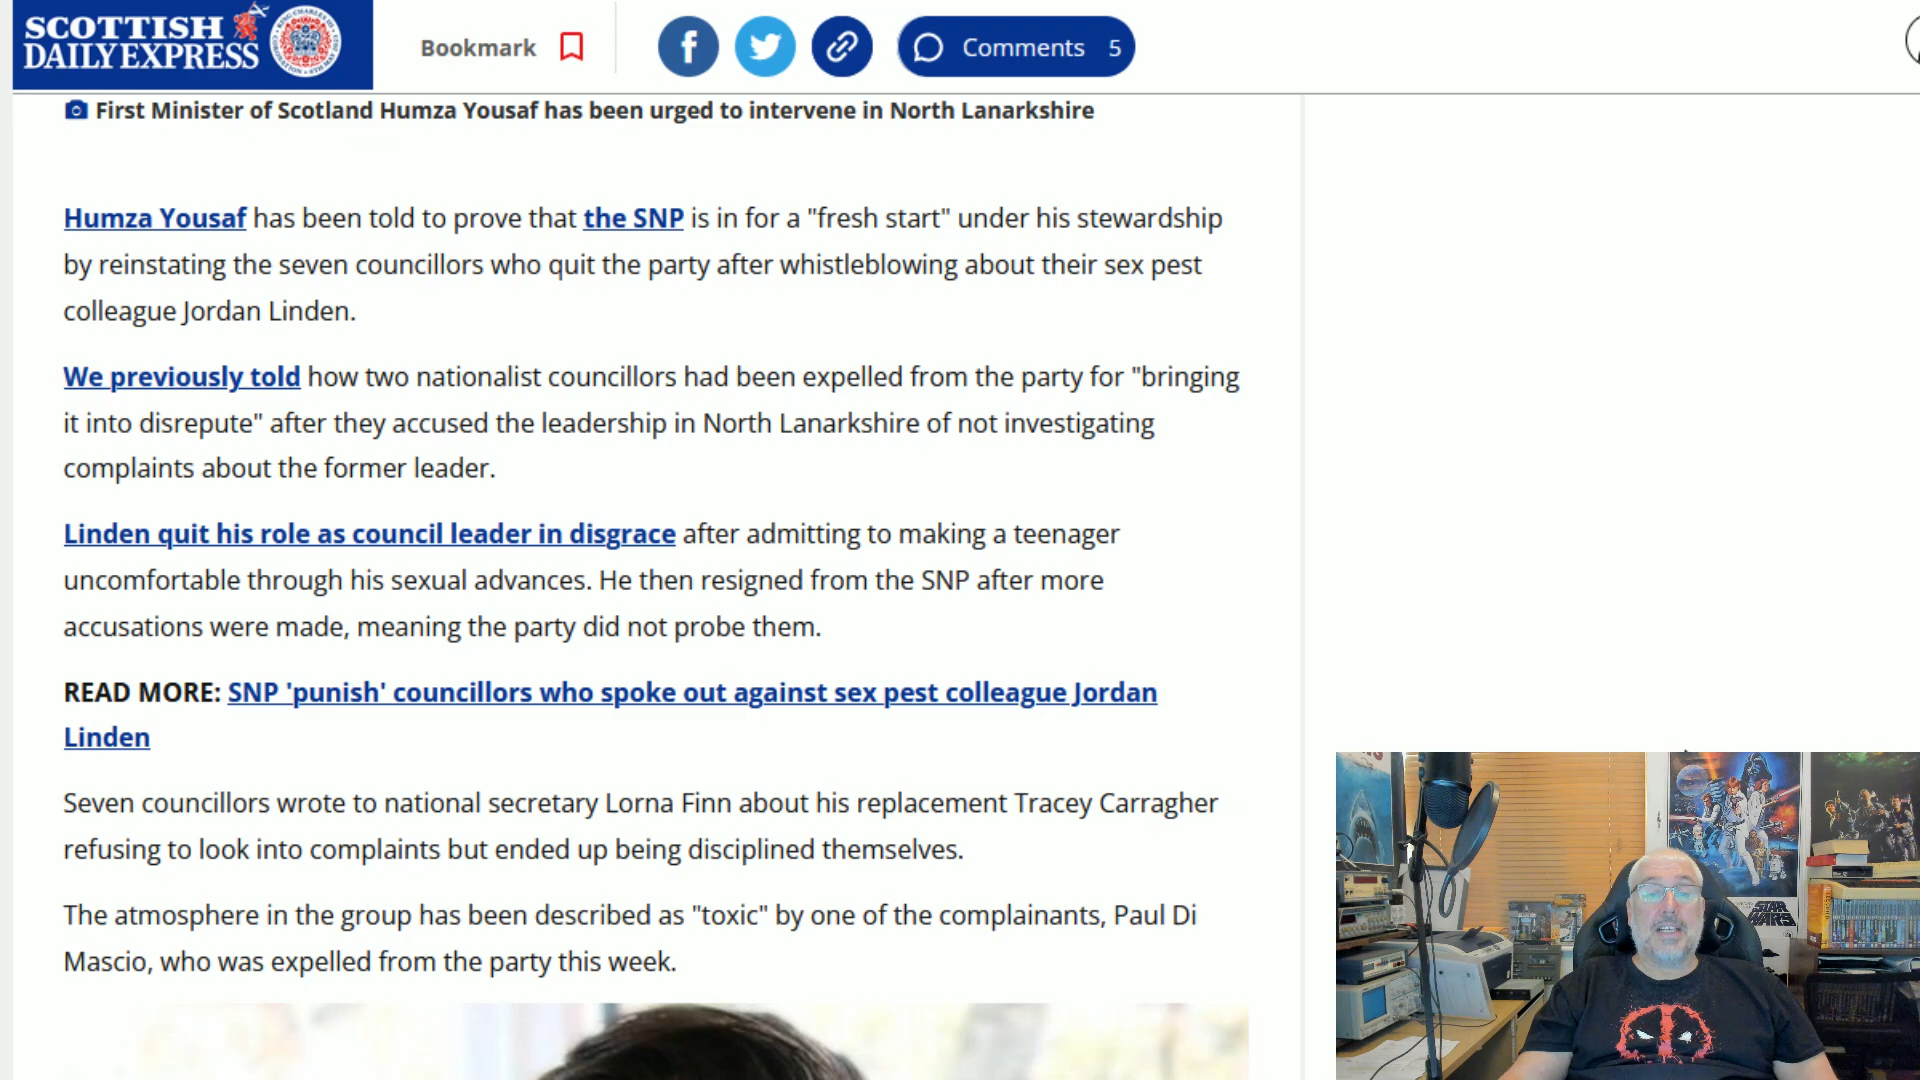 SCOTTISH
DAILY EXPRESS
Bookmark
Comments 5
First Minister of Scotland Humza Yousaf has been urged to intervene in North Lanarkshire
Humza Yousaf has been told to prove that the SNP is in for a "fresh start" under his stewardship
by reinstating the seven councillors who quit the party after whistleblowing about their sex pest
colleague Jordan Linden.
We previously told how two nationalist councillors had been expelled from the party for "bringing
it into disrepute" after they accused the leadership in North Lanarkshire of not investigating
complaints about the former leader.
Linden quit his role as council leader in disgrace after admitting to making a teenager
uncomfortable through his sexual advances. He then resigned from the SNP after more
accusations were made, meaning the party did not probe them.
READ MORE: SNP 'punish' councillors who spoke out against sex pest colleague Jordan
Linden
Seven councillors wrote to national secretary Lorna Finn about his replacement Tracey Carragher
refusing to look into complaints but ended up being disciplined themselves.
The atmosphere in the group has been described as "toxic" by one of the complainants, Paul Di
Mascio, who was expelled from the party this week.
STAR
WARS